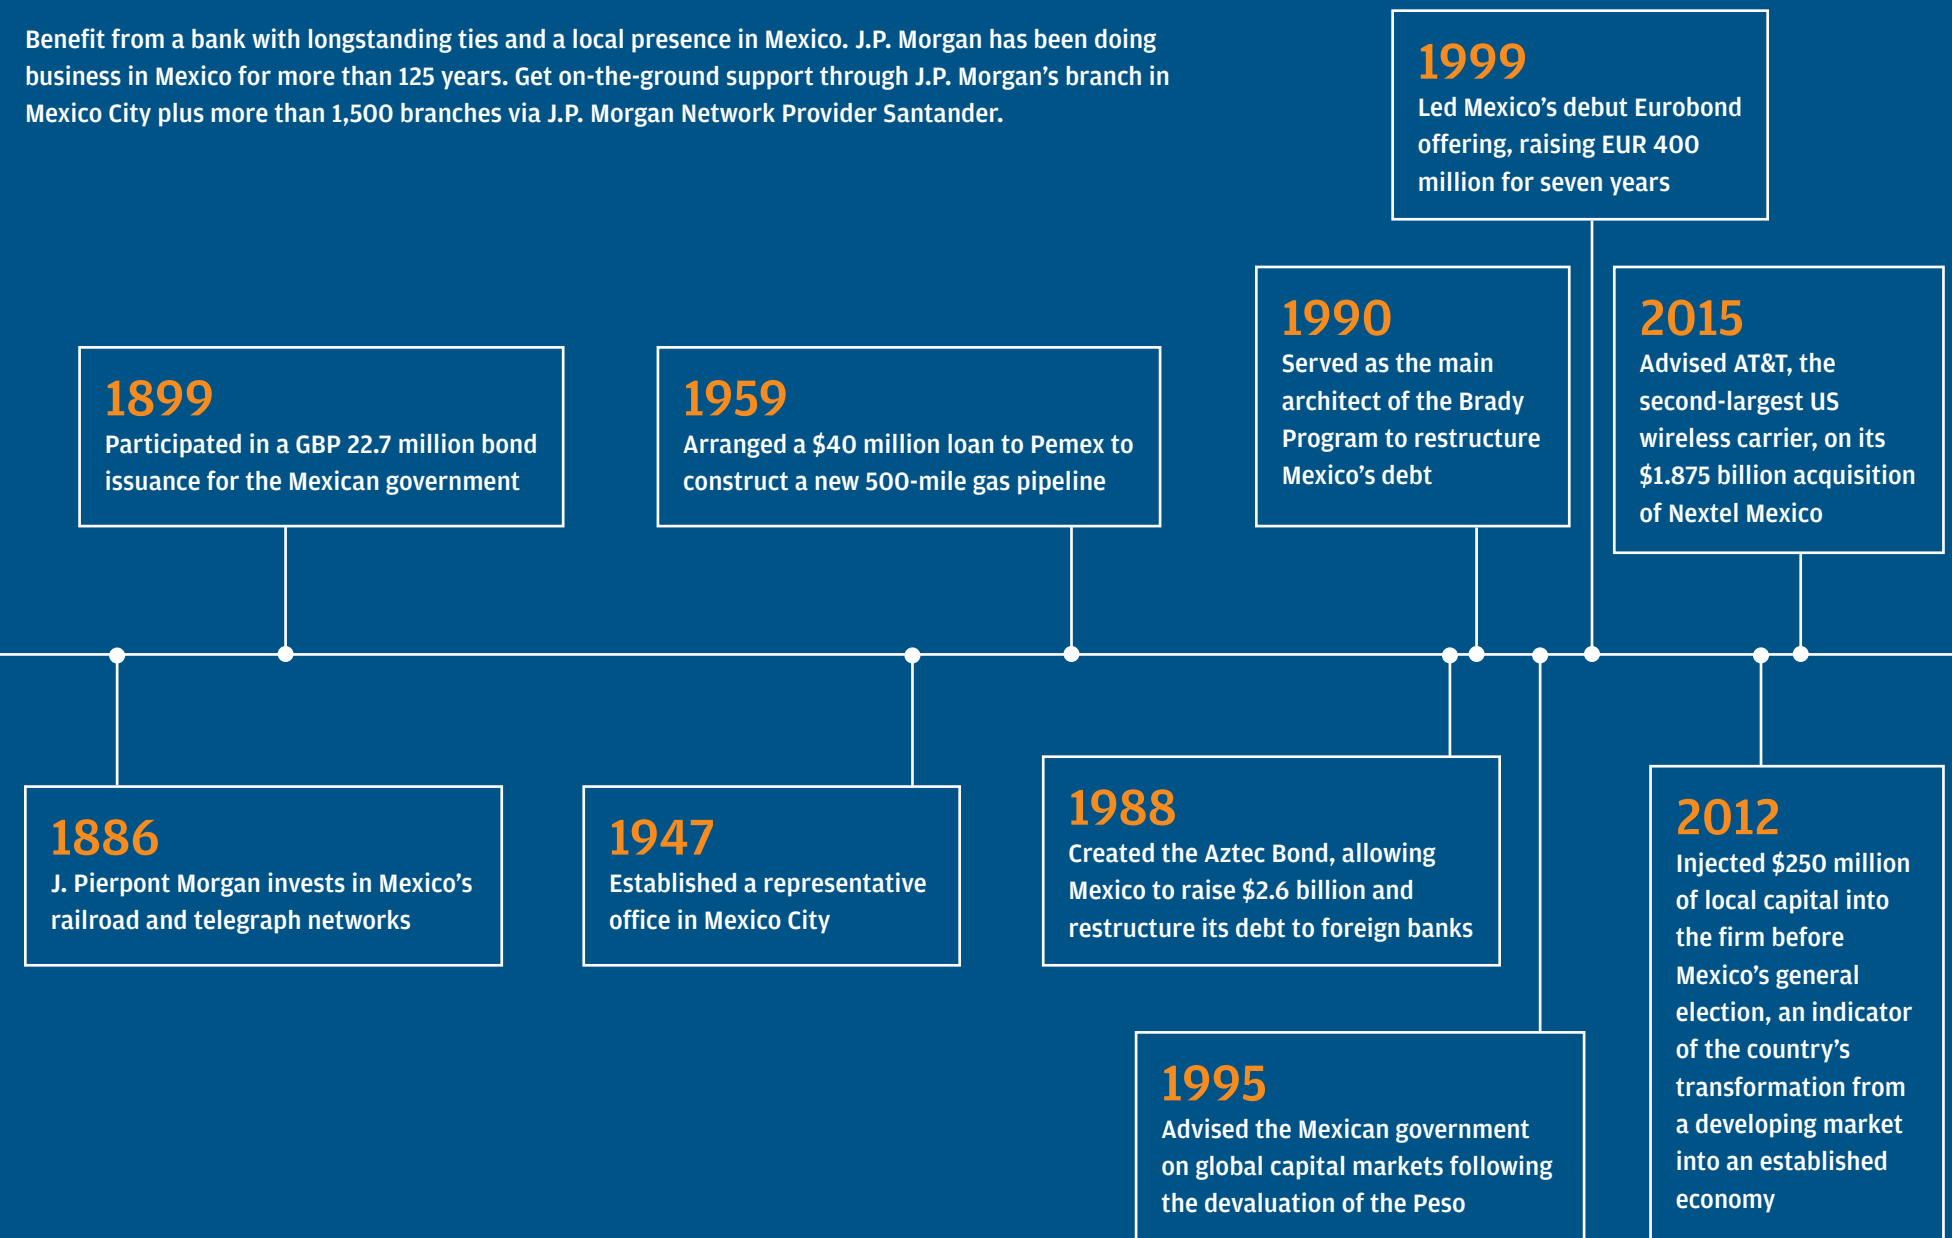 Benefit from a bank with longstanding ties and a local presence in Mexico. J.P. Morgan has been doing
business in Mexico for more than 125 years. Get on-the-ground support through J.P. Morgan’s branch in
Mexico City plus more than 1,500 branches via J.P. Morgan Network Provider Santander.
1999
Led Mexico’s debut Eurobond
offering, raising EUR 400
million for seven years
1899
Participated in a GBP 22.7 million bond
issuance for the Mexican government
1959
Arranged a $40 million loan to Pemex to
construct a new 500-mile gas pipeline
1990
Served as the main
architect of the Brady
Program to restructure
Mexico’s debt
2015
Advised AT&T, the
second-largest US
wireless carrier, on its
$1.875 billion acquisition
of Nextel Mexico
1886
J. Pierpont Morgan invests in Mexico’s
railroad and telegraph networks
1947
Established a representative
office in Mexico City
1988
Created the Aztec Bond, allowing
Mexico to raise $2.6 billion and
restructure its debt to foreign banks
1995
Advised the Mexican government
on global capital markets following
the devaluation of the Peso
2012
Injected $250 million
of local capital into
the firm before
Mexico’s general
election, an indicator
of the country’s
transformation from
a developing market
into an established
economy